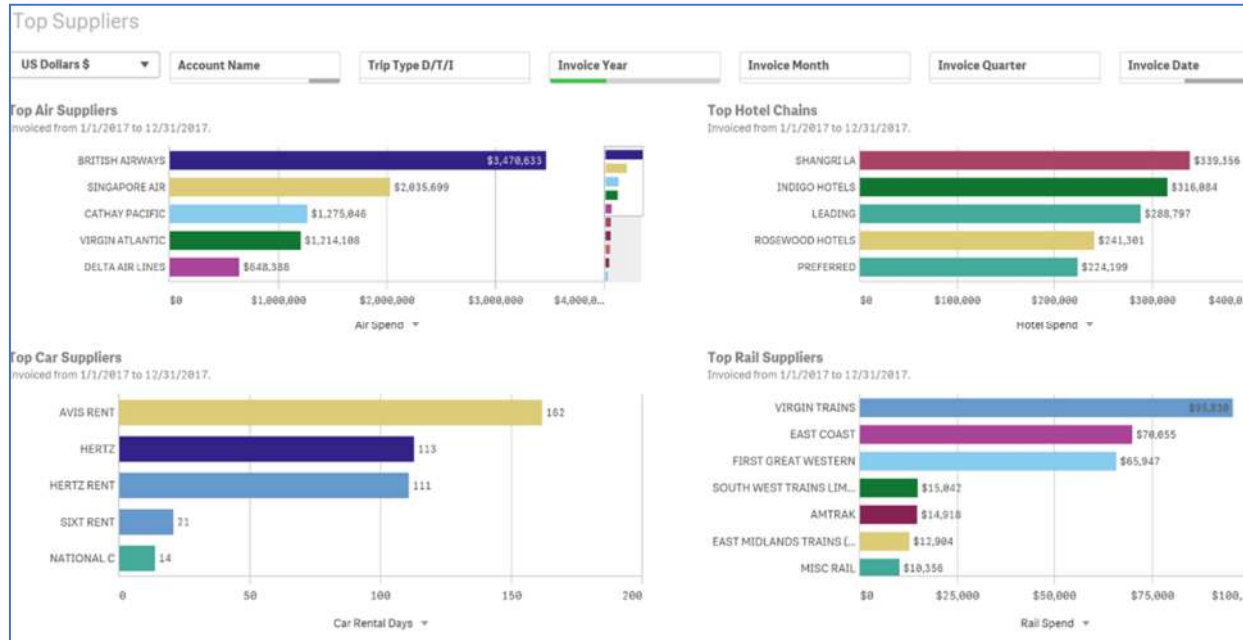 Top Suppliers
US Dollars $
Account Name
Trip Type D/T/I
Invoice Year
Invoice Month
Invoice Quarter
Invoice Date
Top Air Suppliers
Invoiced from 1/1/2017 to 12/31/2017.
BRITISH AIRWAYS $3,470,633
SINGAPORE AIR $2,035,699
CATHAY PACIFIC $1,275,046
VIRGIN ATLANTIC $1,214,108
DELTA AIR LINES $648,388
$0 $1,000,000 $2,000,000 $3,000,000 $4,000,0...
Air Spend
Top Hotel Chains
Invoiced from 1/1/2017 to 12/31/2017.
SHANGRI LA $339,356
INDIGO HOTELS $316,084
LEADING $288,797
ROSEWOOD HOTELS $241,301
PREFERRED $224,199
$0 $100,000 $200,000 $300,000 $400,0
Hotel Spend
Top Car Suppliers
Invoiced from 1/1/2017 to 12/31/2017.
AVIS RENT 162
HERTZ 113
HERTZ RENT 111
SIXT RENT 21
NATIONAL C 14
0 50 100 150 200
Car Rental Days
Top Rail Suppliers
Invoiced from 1/1/2017 to 12/31/2017.
VIRGIN TRAINS
EAST COAST $70,055
FIRST GREAT WESTERN $65,947
SOUTH WEST TRAINS LIM... $15,042
AMTRAK $14,918
EAST MIDLANDS TRAINS (... $12,904
MISC RAIL $10,356
$0 $25,000 $50,000 $75,000 $100,
Rail Spend